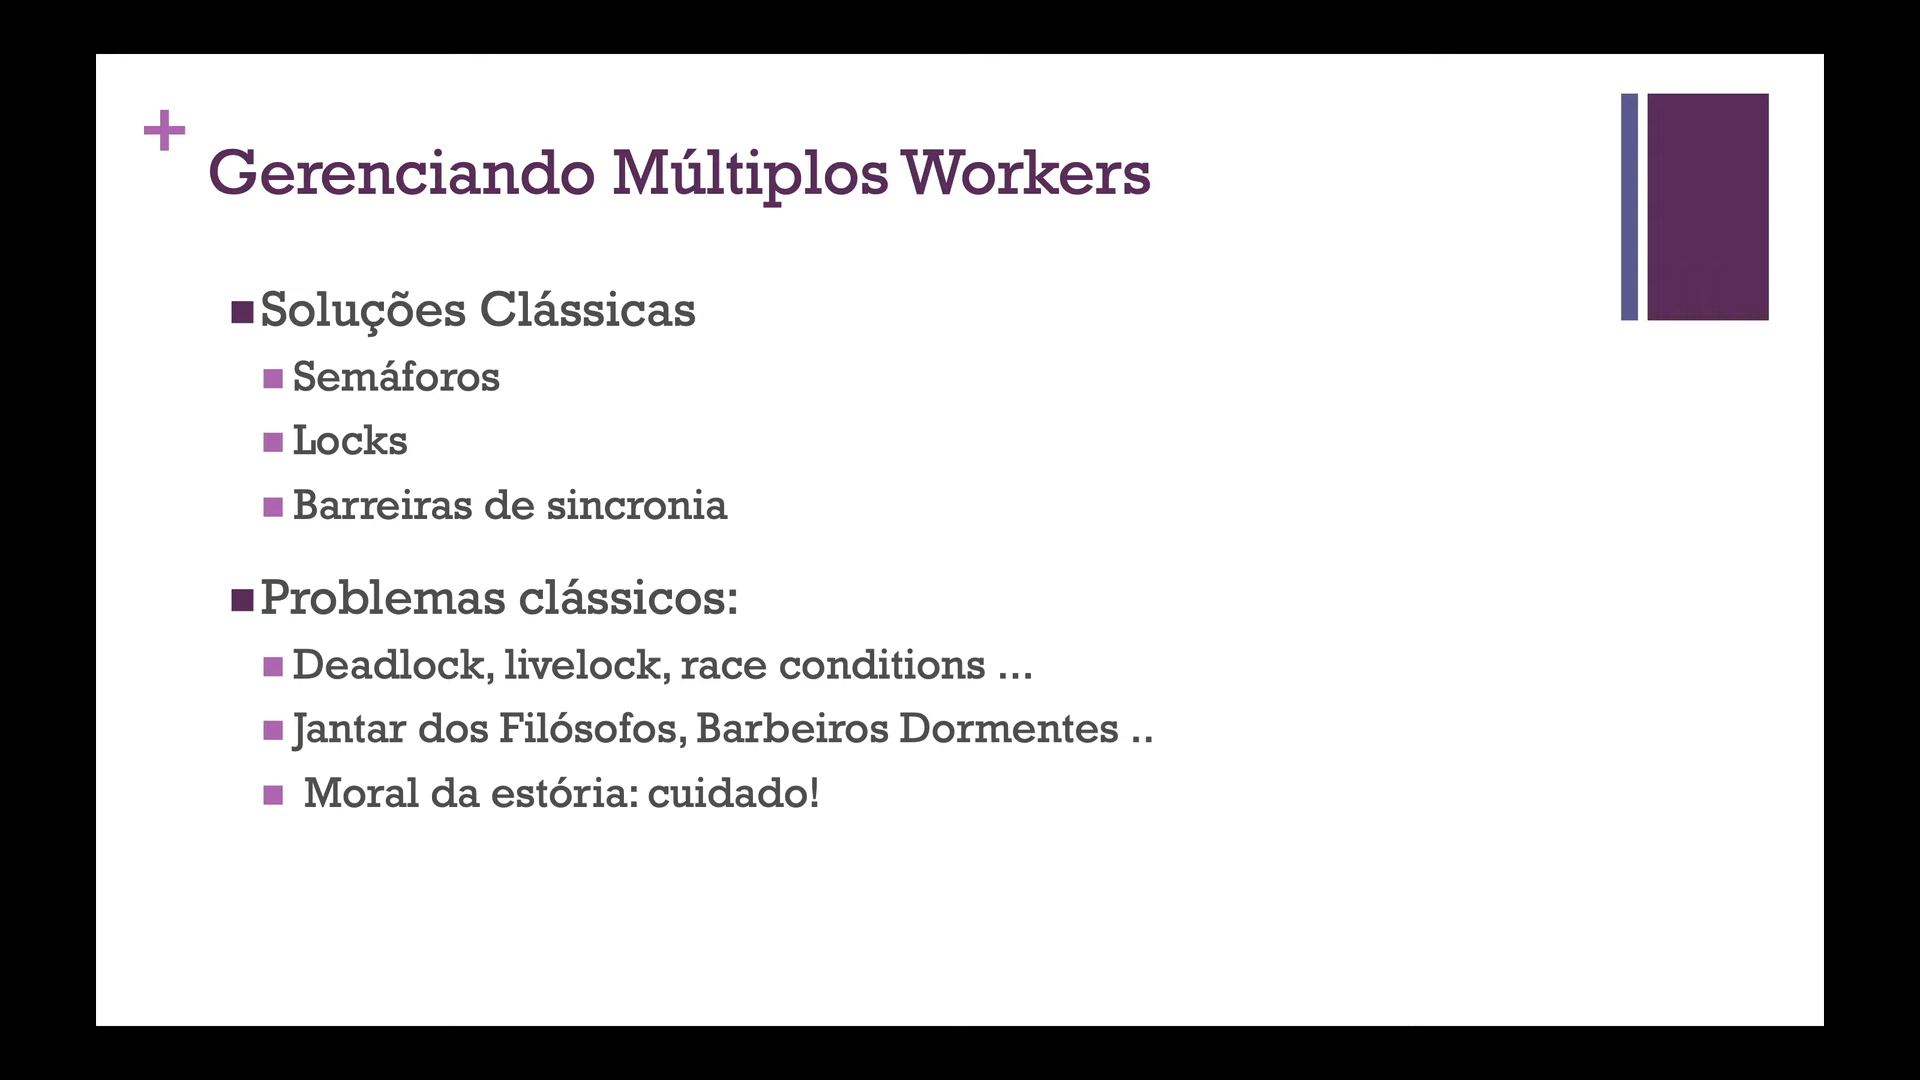 +
Gerenciando Múltiplos Workers
Soluções Clássicas
Semáforos
Locks
Barreiras de sincronia
Problemas clássicos:
Deadlock, livelock, race conditions ...
Jantar dos Filósofos, Barbeiros Dormentes ..
Moral da estória: cuidado!